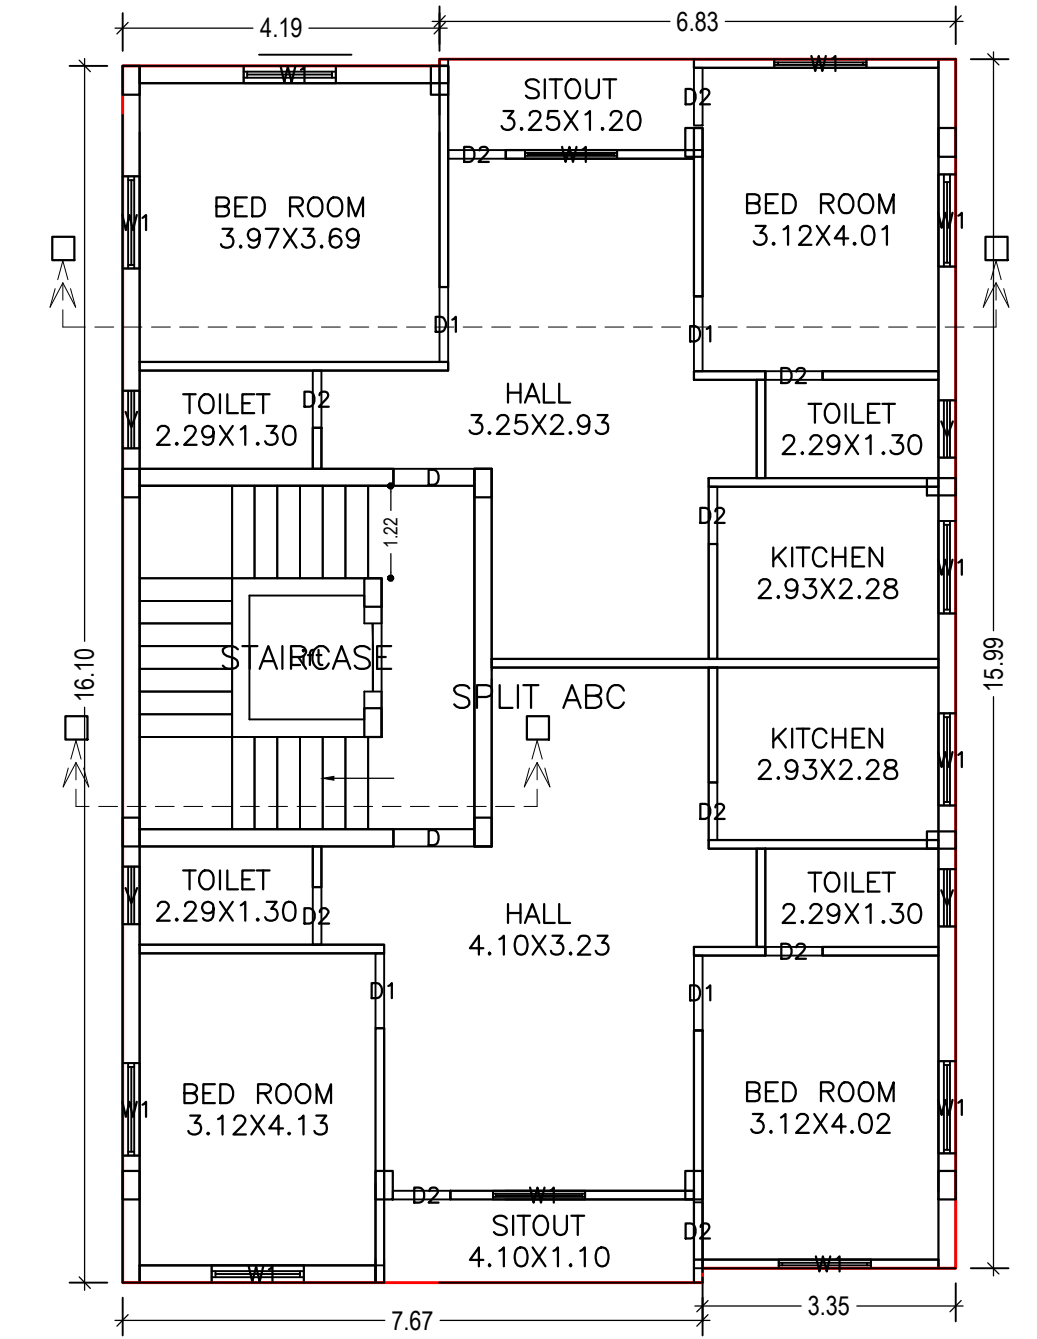 4.19
6.83
W1
W1
SITOUT
3.25X1.20
D2
D2
W1
BED ROOM
3.97X3.69
BED ROOM
3.12X4.01
W1
W1
D1
D1
D2
HALL
3.25X2.93
TOILET
2.29X1.30
D2
TOILET
2.29X1.30
V
V
D
D2
1.22
KITCHEN
2.93X2.28
W1
STAIRCASE
lift
16.10
15.99
SPLIT ABC
KITCHEN
2.93X2.28
W1
D2
D
TOILET
2.29X1.30
D2
V
HALL
4.10X3.23
TOILET
2.29X1.30
V
D2
D1
D1
BED ROOM
3.12X4.13
W1
BED ROOM
3.12X4.02
W1
D2
W1
SITOUT
4.10X1.10
D2
W1
W1
7.67
3.35